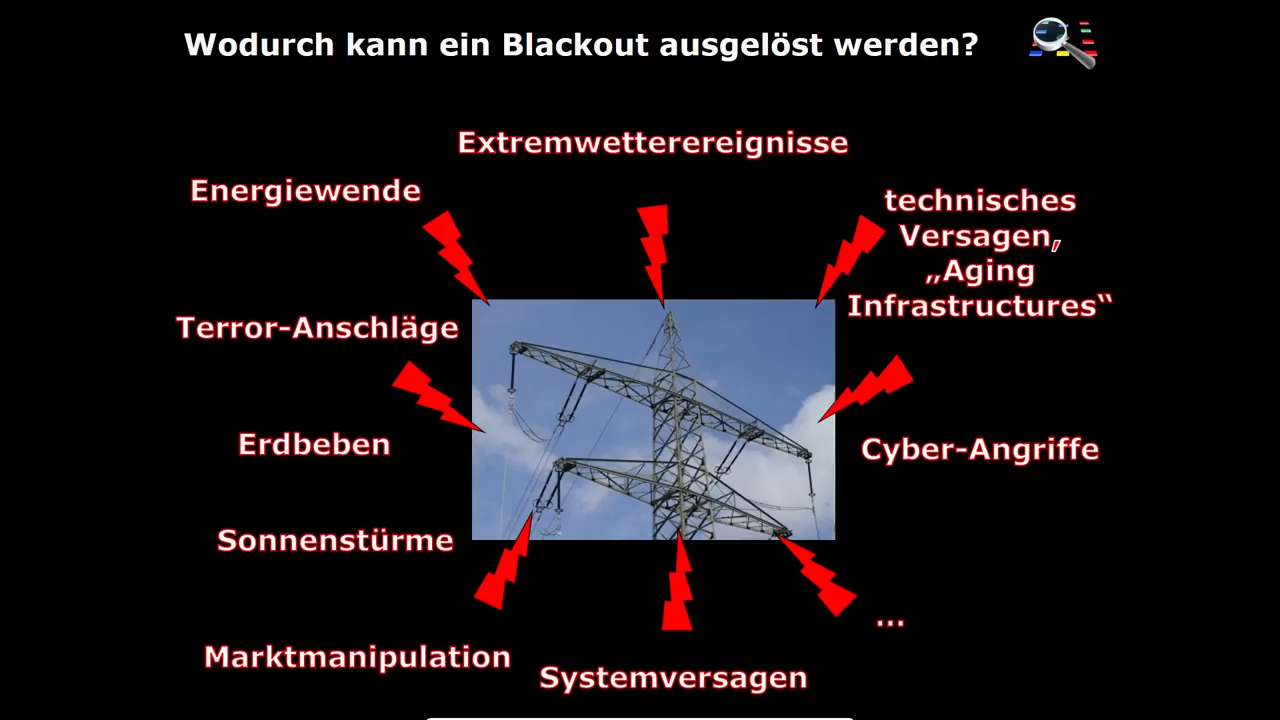 Wodurch kann ein Blackout ausgelöst werden?
Extremwetterereignisse
Energiewende
technisches
Versagen,
„Aging
Infrastructures“
Terror-Anschläge
Erdbeben
Cyber-Angriffe
Sonnenstürme
...
Marktmanipulation
Systemversagen